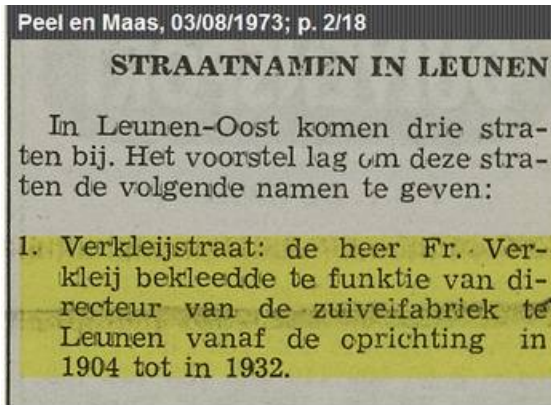 Peel en Maas, 03/08/1973; p. 2/18
STRAATNAMEN IN LEUNEN
In Leunen-Oost komen drie stra-
ten bij. Het voorstel lag om deze stra-
ten de volgende namen te geven:
1. Verkleijstraat: de heer Fr. Ver-
kleij bekleedde te funktie van di-
recteur van de zuiveifabriek te
Leunen vanaf de oprichting in
1904 tot in 1932.